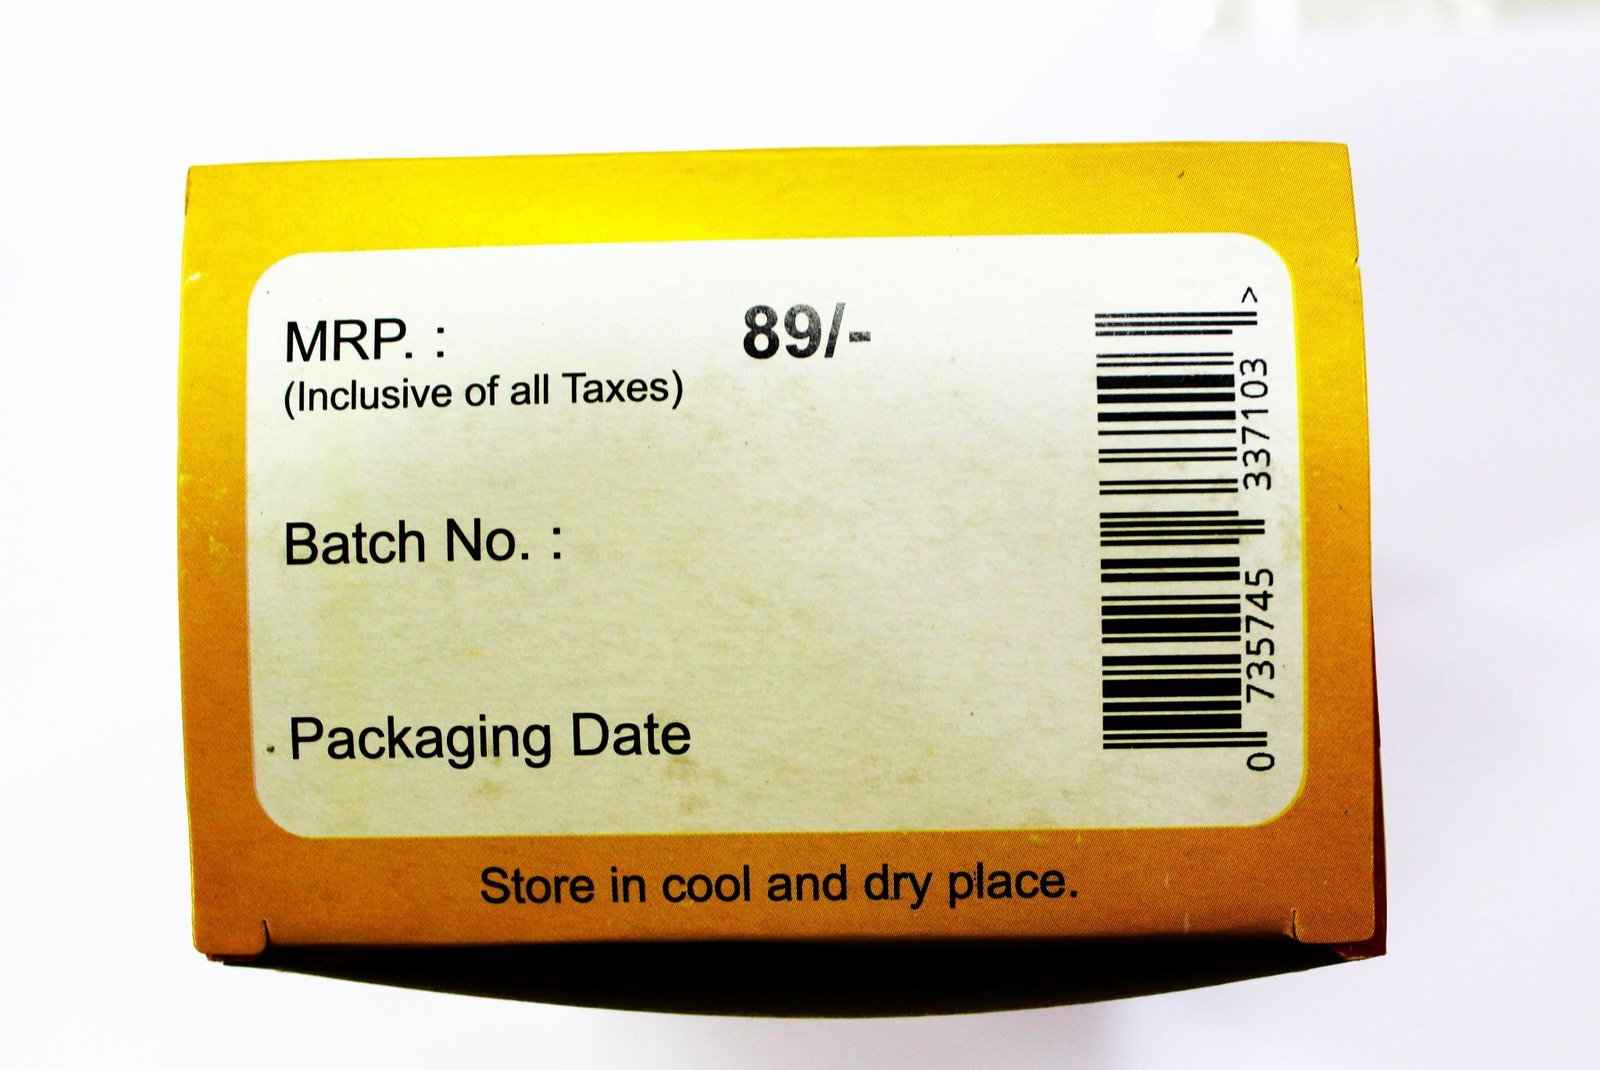 MRP. : 89/-
(Inclusive of all Taxes)
Batch No. :
Packaging Date
Store in cool and dry place.
0 735745 337103 >